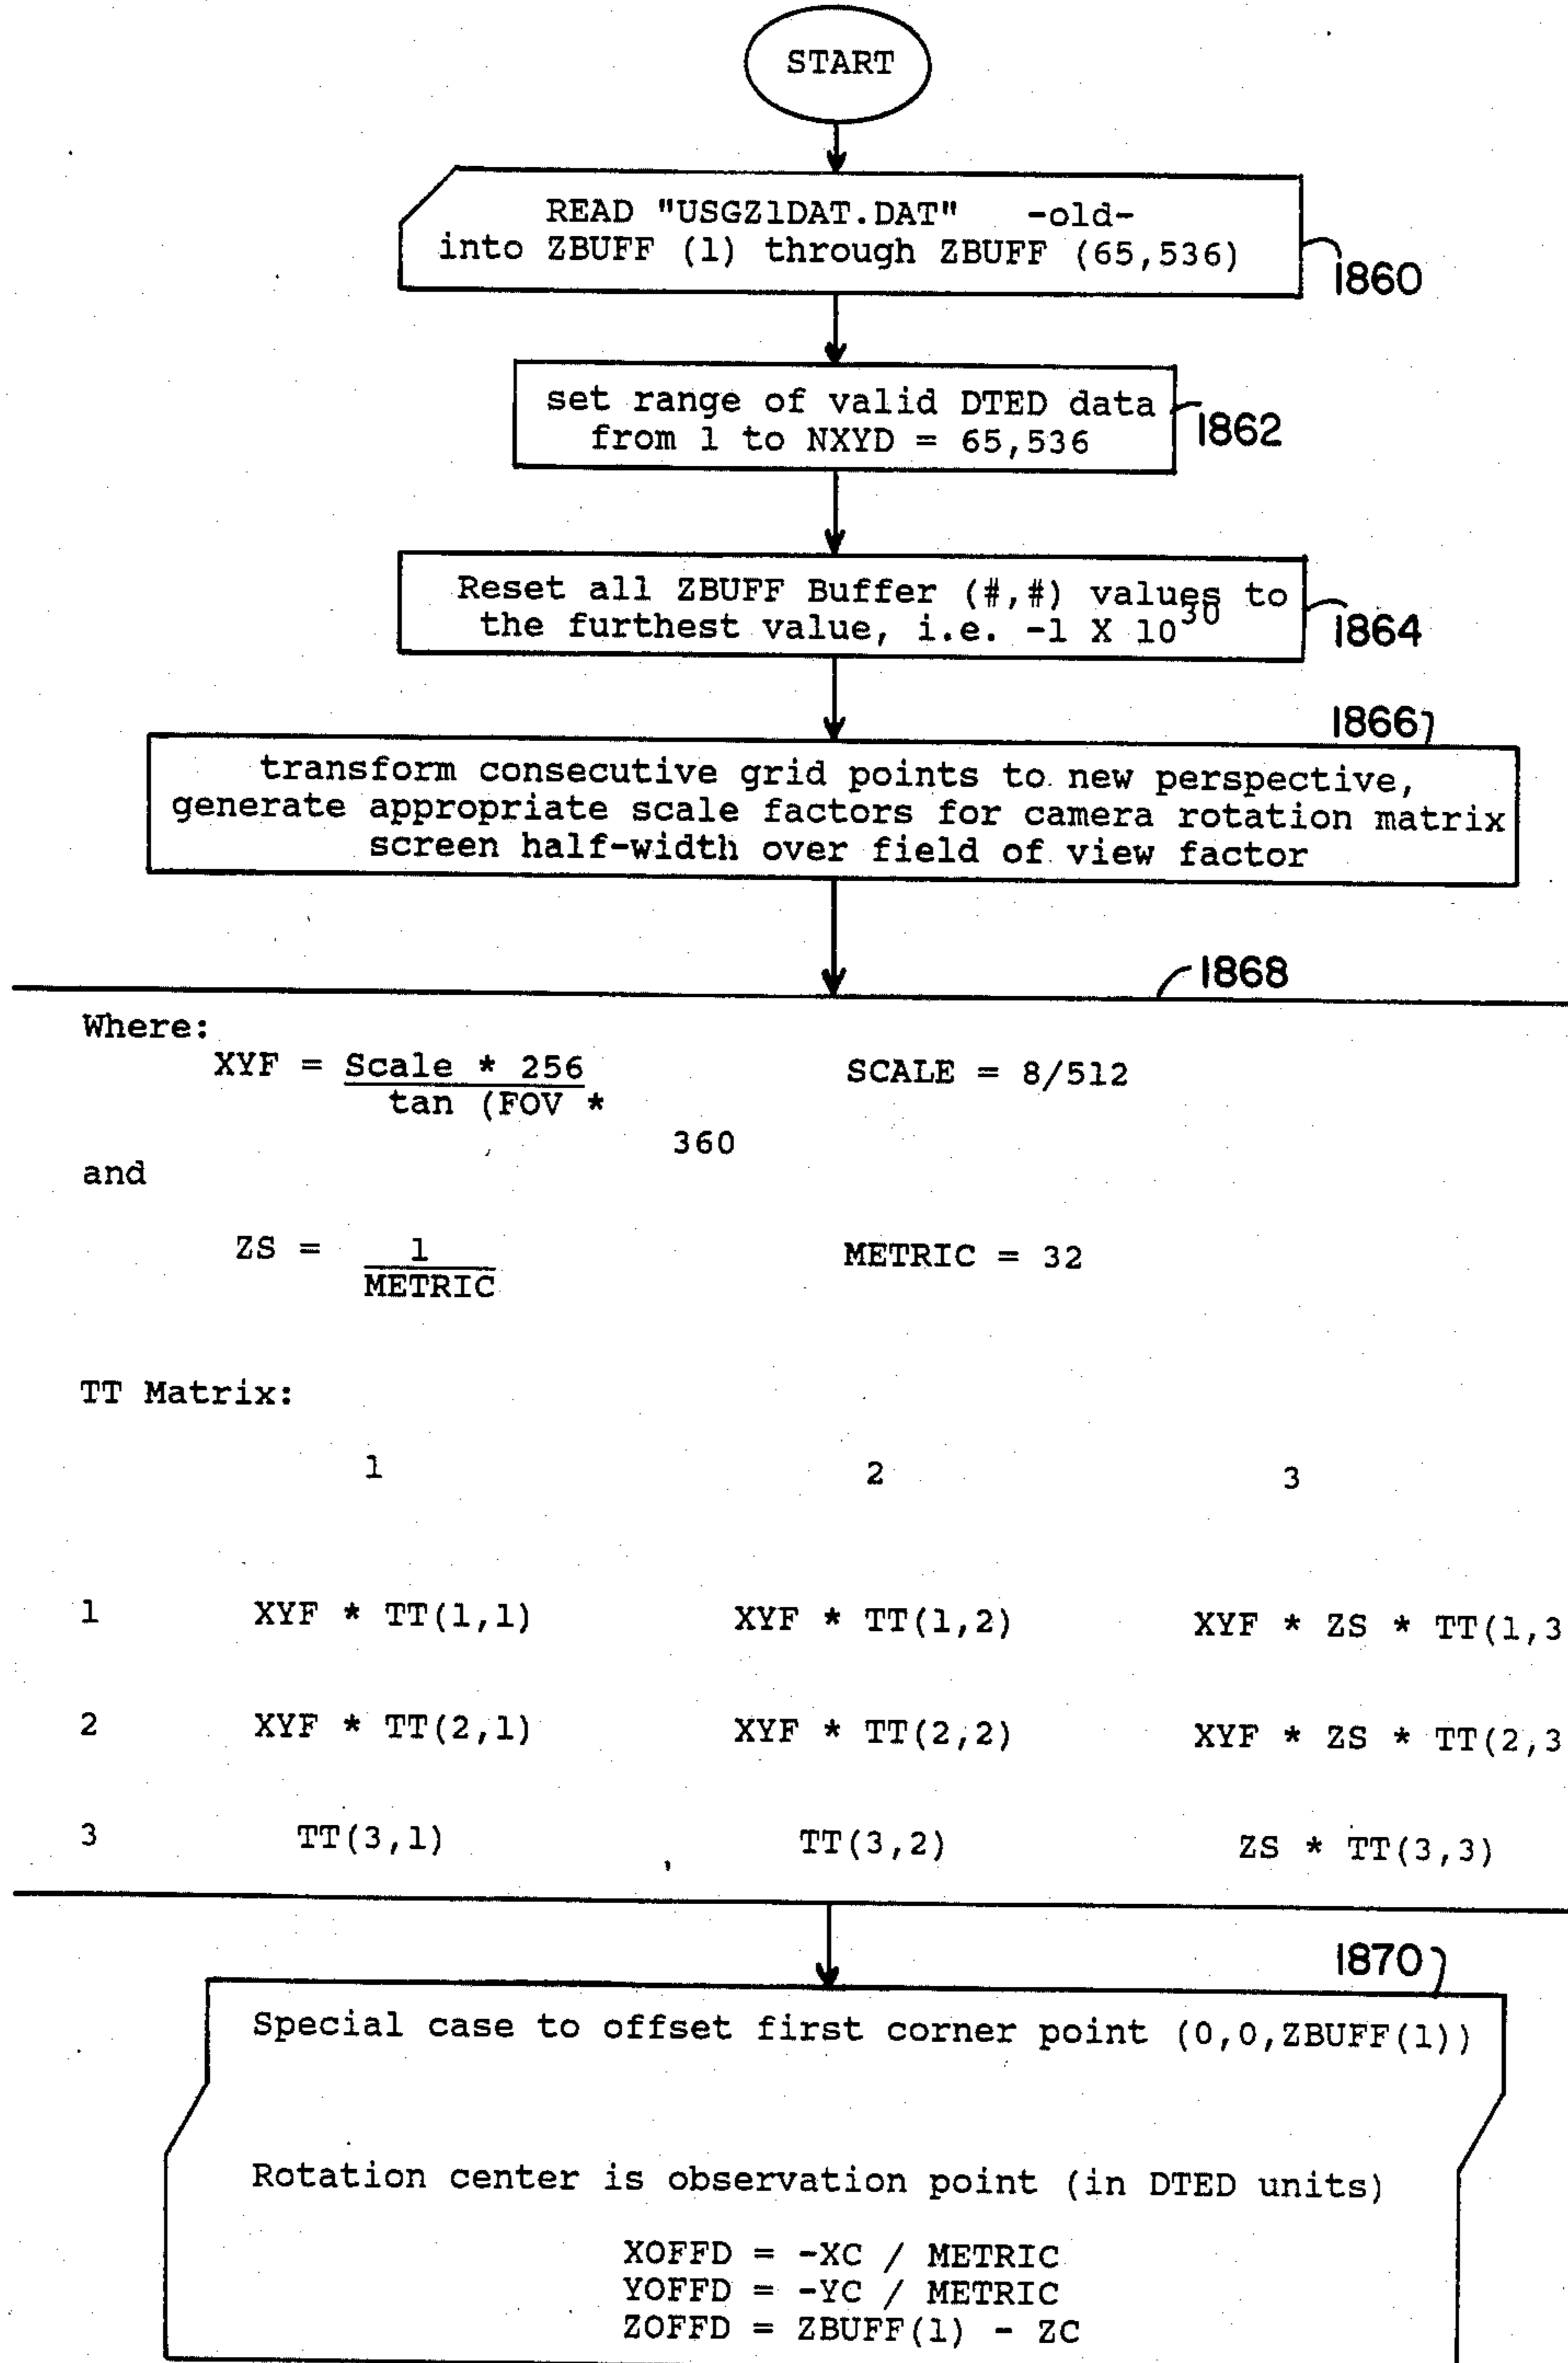 START
READ "USGZ1DAT.DAT" -old-
into ZBUFF (1) through ZBUFF (65,536)
1860
set range of valid DTED data
from 1 to NXYD = 65,536
1862
Reset all ZBUFF Buffer (#,#) values to
the furthest value, i.e. -1 X 10^30
1864
1866
transform consecutive grid points to new perspective,
generate appropriate scale factors for camera rotation matrix
screen half-width over field of view factor
1868
Where:
XYF = Scale * 256 SCALE = 8/512
tan (FOV *
360
and
ZS = 1 METRIC = 32
METRIC
TT Matrix:
1 2 3
1 XYF * TT(1,1) XYF * TT(1,2) XYF * ZS * TT(1,3
2 XYF * TT(2,1) XYF * TT(2,2) XYF * ZS * TT(2,3
3 TT(3,1) TT(3,2) ZS * TT(3,3)
1870
Special case to offset first corner point (0,0,ZBUFF(1))
Rotation center is observation point (in DTED units)
XOFFD = -XC / METRIC
YOFFD = -YC / METRIC
ZOFFD = ZBUFF(1) - ZC